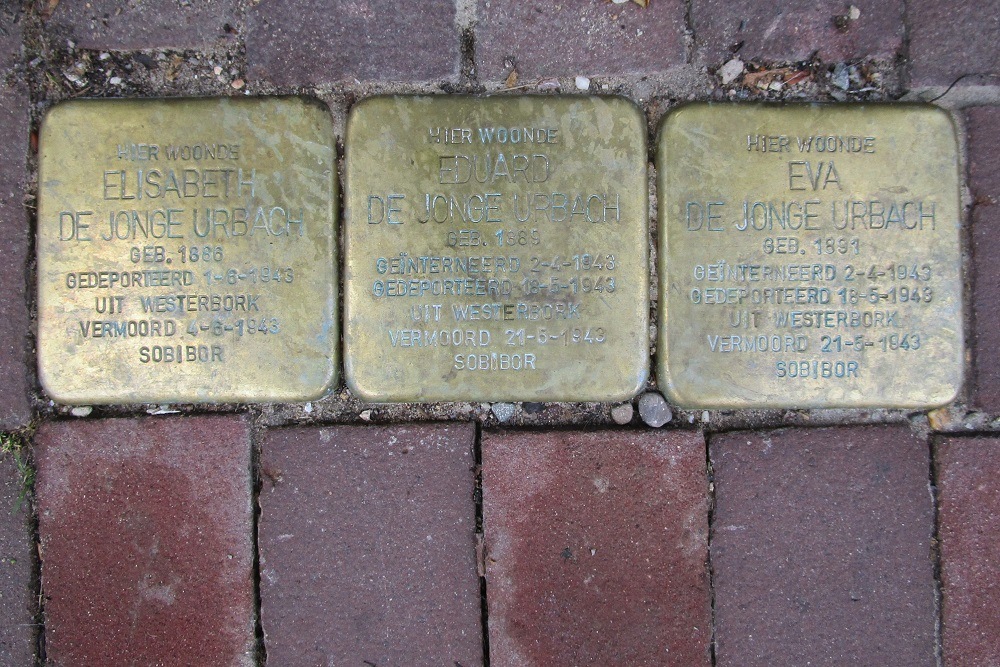 HIER WOONDE
ELISABETH
DE JONGE URBACH
GEB. 1866
GEDEPORTEERD 1-6-1943
UIT WESTERBORK
VERMOORD 4-6-1943
SOBIBOR
HIER WOONDE
EDUARD
DE JONGE URBACH
GEB. 1889
GEÏNTERNEERD 2-4-1943
GEDEPORTEERD 18-5-1943
UIT WESTERBORK
VERMOORD 21-5-1943
SOBIBOR
HIER WOONDE
EVA
DE JONGE URBACH
GEB. 1891
GEÏNTERNEERD 2-4-1943
GEDEPORTEERD 18-5-1943
UIT WESTERBORK
VERMOORD 21-5-1943
SOBIBOR